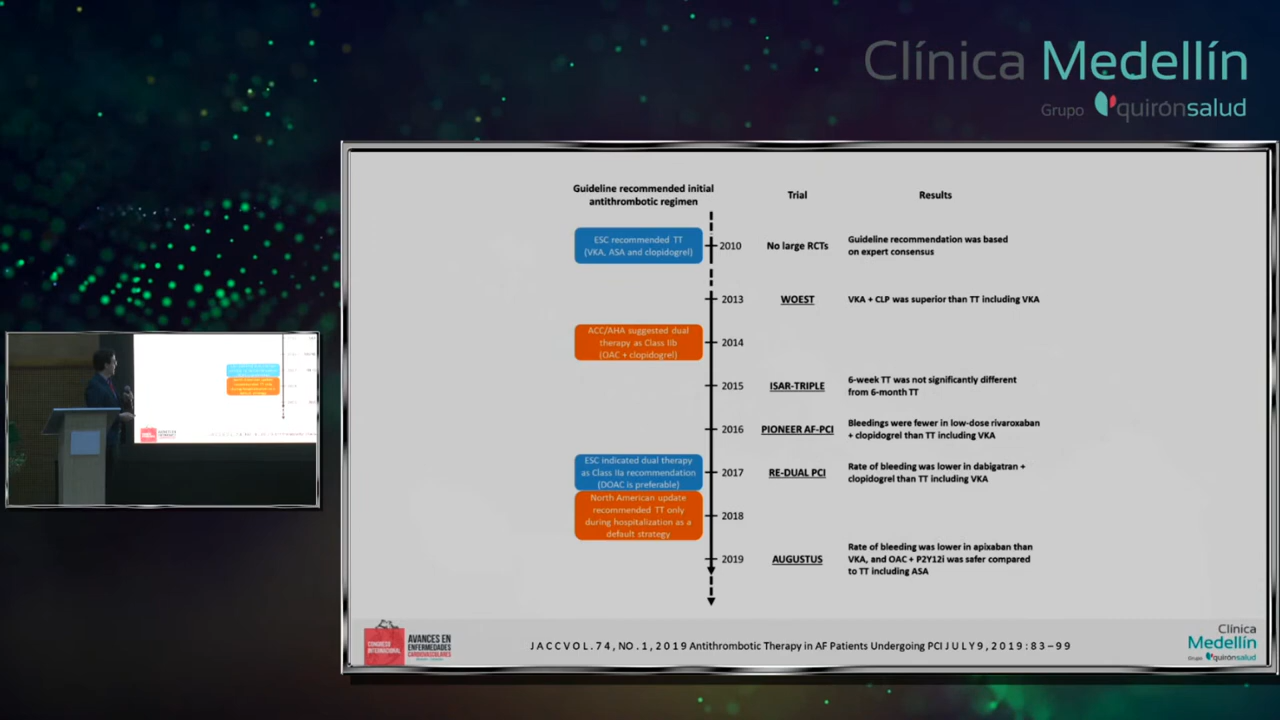 Clínica Medellín
Grupo quirónsalud
Guideline recommended initial
antithrombotic regimen
Trial
Results
ESC recommended TT
(VKA, ASA and clopidogrel)
2010
No large RCTs
Guideline recommendation was based
on expert consensus
2013
WOEST
VKA + CLP was superior than TT including VKA
ACC/AHA suggested dual
therapy as Class IIb
(OAC + clopidogrel)
2014
2015
ISAR-TRIPLE
6-week TT was not significantly different
from 6-month TT
2016
PIONEER AF-PCI
Bleedings were fewer in low-dose rivaroxaban
+ clopidogrel than TT including VKA
ESC indicated dual therapy
as Class IIa recommendation
(DOAC is preferable)
2017
RE-DUAL PCI
Rate of bleeding was lower in dabigatran +
clopidogrel than TT including VKA
North American update
recommended TT only
during hospitalization as a
default strategy
2018
2019
AUGUSTUS
Rate of bleeding was lower in apixaban than
VKA, and OAC + P2Y12i was safer compared
to TT including ASA
CONGRESO
INTERNACIONAL
AVANCES EN
ENFERMEDADES
CARDIOVASCULARES
J A C C V O L . 7 4 , N O . 1 , 2 0 1 9 Antithrombotic Therapy in AF Patients Undergoing PCI J U L Y 9 , 2 0 1 9 : 8 3 – 9 9
Clínica
Medellín
Grupo quirónsalud